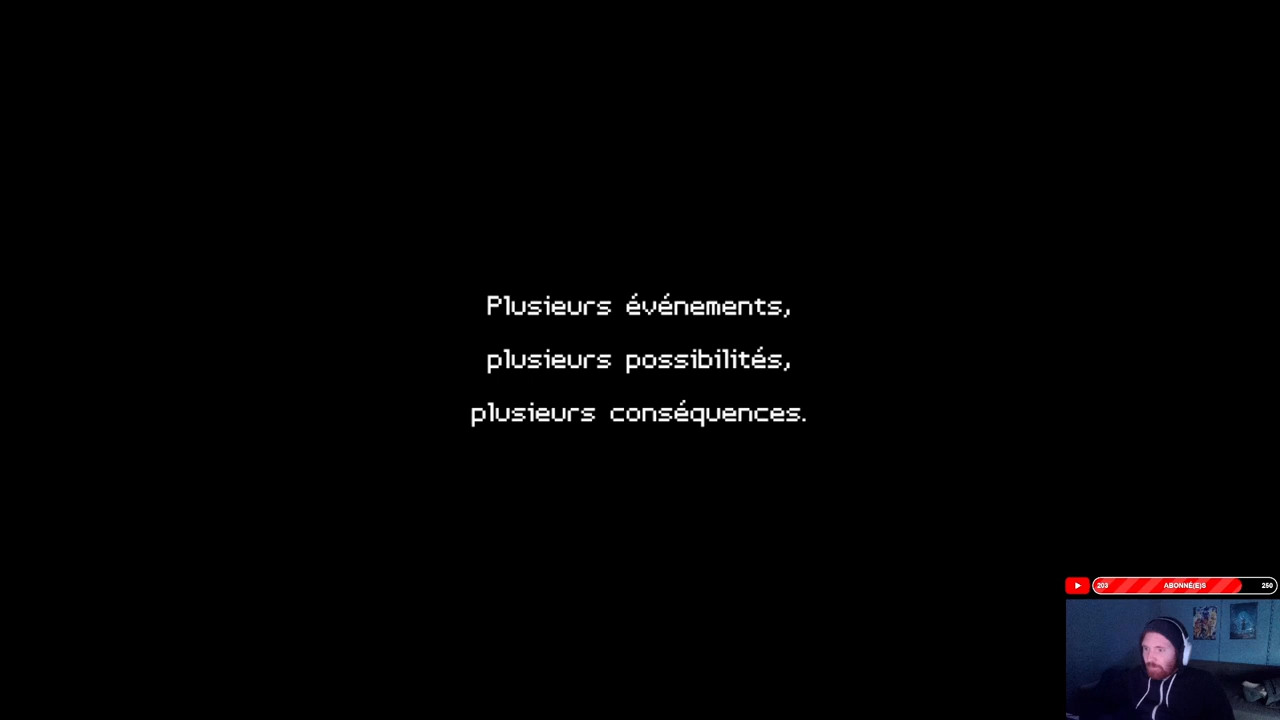 Plusieurs événements,
plusieurs possibilités,
plusieurs conséquences.
203 ABONNÉ(E)S 250